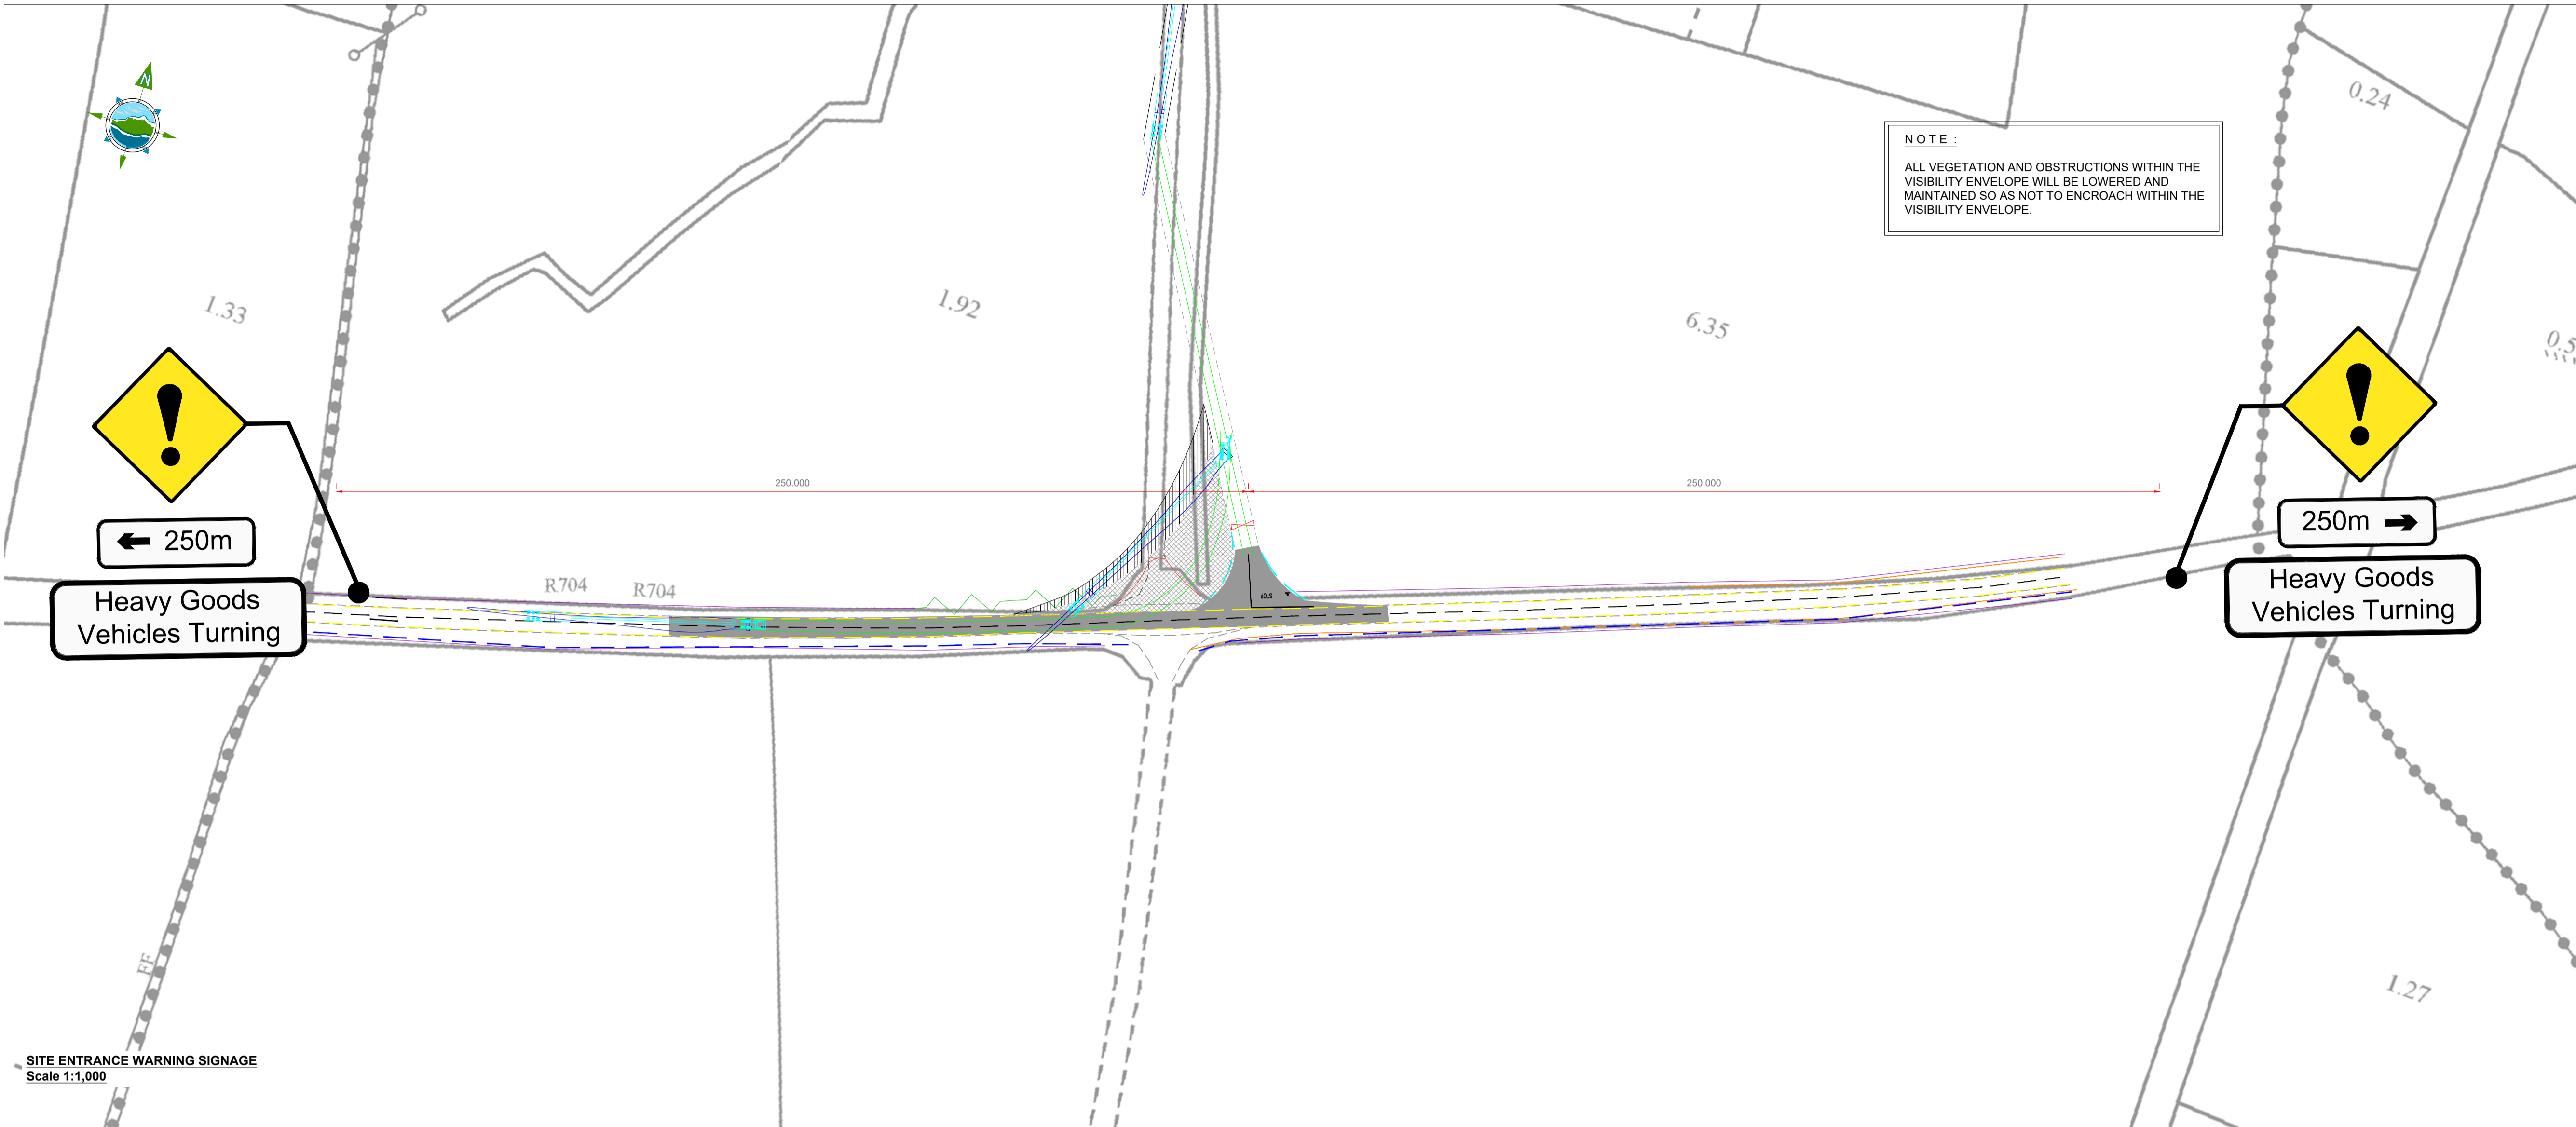 N
0.24
NOTE:
ALL VEGETATION AND OBSTRUCTIONS WITHIN THE
VISIBILITY ENVELOPE WILL BE LOWERED AND
MAINTAINED SO AS NOT TO ENCROACH WITHIN THE
VISIBILITY ENVELOPE.
1.33
1.92
6.35
250.000
250.000
250m
250m
Heavy Goods
Vehicles Turning
R704
R704
STOP
Heavy Goods
Vehicles Turning
FF
1.27
SITE ENTRANCE WARNING SIGNAGE
Scale 1:1,000